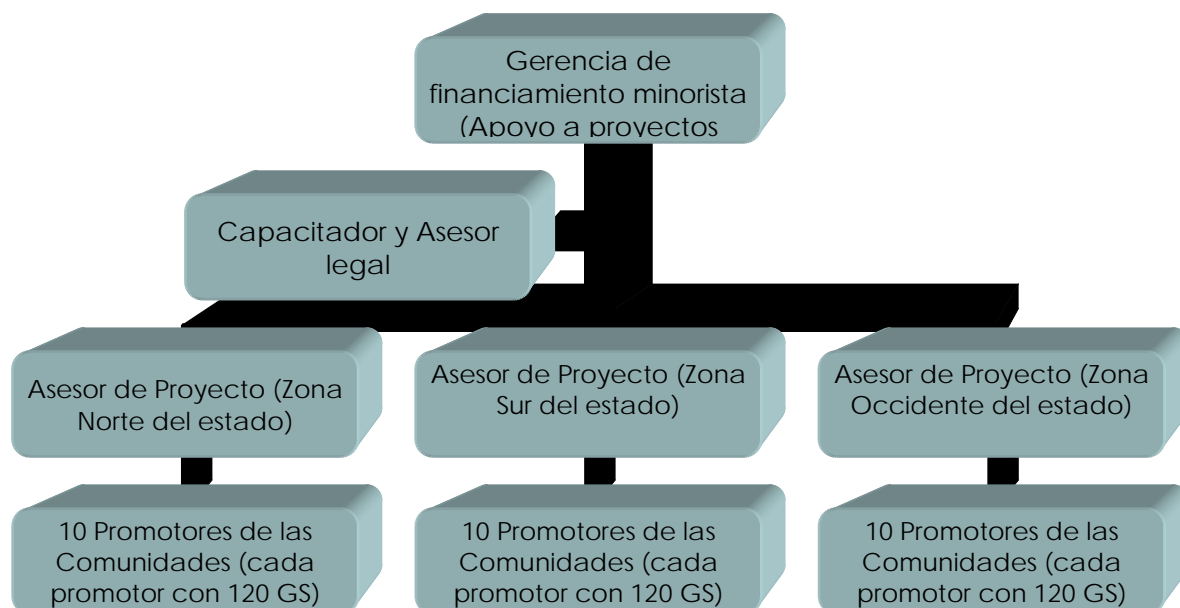 Gerencia de
financiamiento minorista
(Apoyo a proyectos
Capacitador y Asesor
legal
Asesor de Proyecto (Zona
Norte del estado)
Asesor de Proyecto (Zona
Sur del estado)
Asesor de Proyecto (Zona
Occidente del estado)
10 Promotores de las
Comunidades (cada
promotor con 120 GS)
10 Promotores de las
Comunidades (cada
promotor con 120 GS)
10 Promotores de las
Comunidades (cada
promotor con 120 GS)